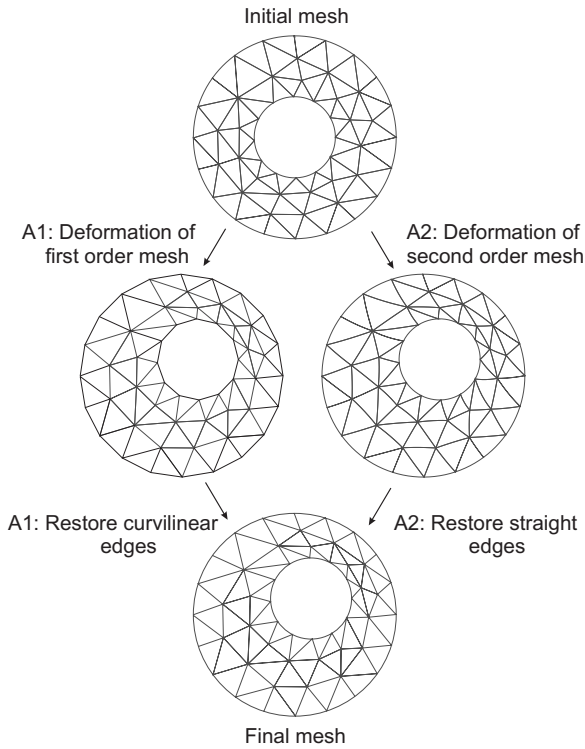 Initial mesh
A1: Deformation of
first order mesh
A2: Deformation of
second order mesh
A1: Restore curvilinear
edges
A2: Restore straight
edges
Final mesh